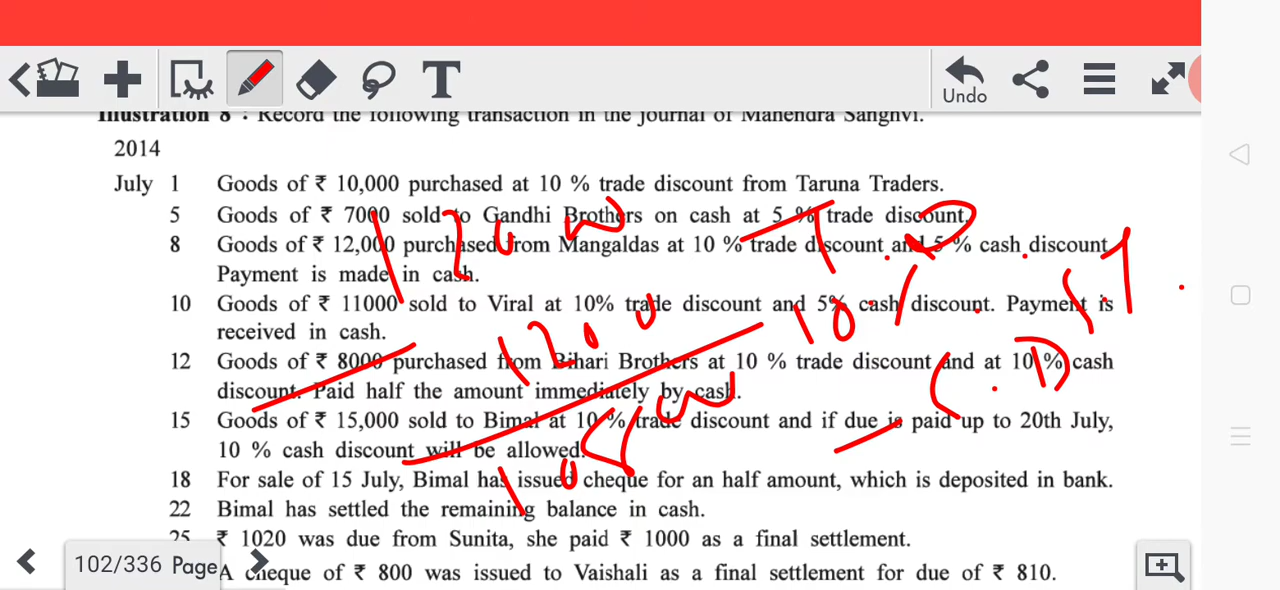 Undo
Illustration 8 : Record the following transaction in the journal of Mahendra Sanghvi.
2014
July 1 Goods of ₹ 10,000 purchased at 10 % trade discount from Taruna Traders.
5 Goods of ₹ 7000 sold to Gandhi Brothers on cash at 5 % trade discount.
8 Goods of ₹ 12,000 purchased from Mangaldas at 10 % trade discount and 5 % cash discount.
Payment is made in cash.
10 Goods of ₹ 11000 sold to Viral at 10% trade discount and 5% cash discount. Payment is
received in cash.
12 Goods of ₹ 8000 purchased from Bihari Brothers at 10 % trade discount and at 10 % cash
discount. Paid half the amount immediately by cash.
15 Goods of ₹ 15,000 sold to Bimal at 10 % trade discount and if due is paid up to 20th July,
10 % cash discount will be allowed.
18 For sale of 15 July, Bimal has issued cheque for an half amount, which is deposited in bank.
22 Bimal has settled the remaining balance in cash.
25 ₹ 1020 was due from Sunita, she paid ₹ 1000 as a final settlement.
A cheque of ₹ 800 was issued to Vaishali as a final settlement for due of ₹ 810.
102/336 Page
T.D
1200